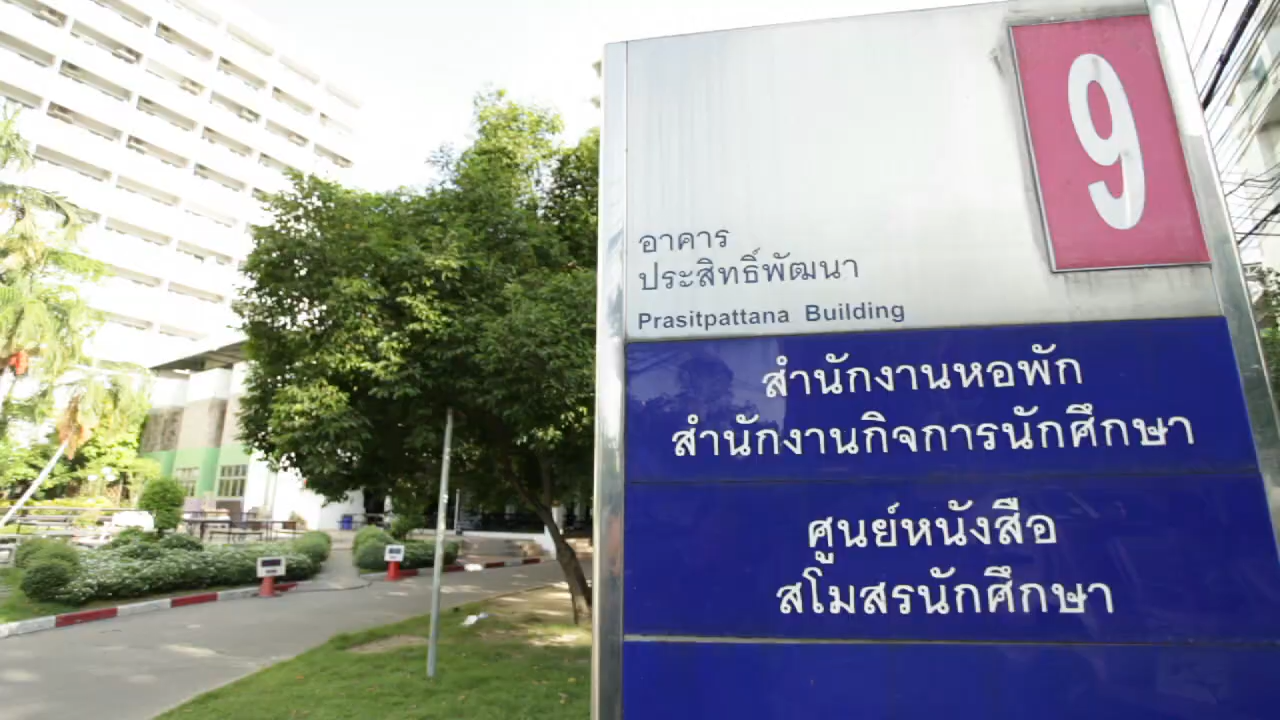 9
อาคาร
ประสิทธิ์พัฒนา
Prasitpattana Building
สำนักงานหอพัก
สำนักงานกิจการนักศึกษา
ศูนย์หนังสือ
สโมสรนักศึกษา